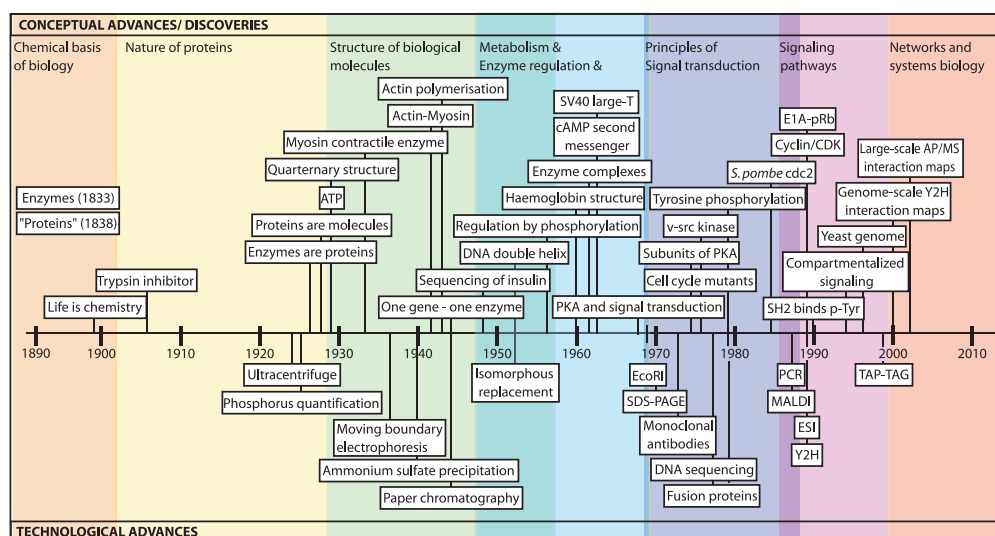 CONCEPTUAL ADVANCES/ DISCOVERIES
Chemical basis
of biology
Nature of proteins
Structure of biological
molecules
Metabolism &
Enzyme regulation &
Principles of
Signal transduction
Signaling
pathways
Networks and
systems biology
Actin polymerisation
Actin-Myosin
Myosin contractile enzyme
Quaternary structure
ATP
Proteins are molecules
Enzymes are proteins
Enzymes (1833)
"Proteins" (1838)
Trypsin inhibitor
Life is chemistry
SV40 large-T
cAMP second
messenger
Enzyme complexes
Haemoglobin structure
Regulation by phosphorylation
DNA double helix
Sequencing of insulin
One gene - one enzyme
PKA and signal transduction
E1A-pRb
Cyclin/CDK
S. pombe cdc2
Tyrosine phosphorylation
v-src kinase
Subunits of PKA
Cell cycle mutants
Large-scale AP/MS
interaction maps
Genome-scale Y2H
interaction maps
Yeast genome
Compartmentalized
signaling
SH2 binds p-Tyr
1890 1900 1910 1920 1930 1940 1950 1960 1970 1980 1990 2000 2010
Ultracentrifuge
Phosphorus quantification
Moving boundary
electrophoresis
Ammonium sulfate precipitation
Paper chromatography
Isomorphous
replacement
EcoRI
SDS-PAGE
Monoclonal
antibodies
DNA sequencing
Fusion proteins
PCR
MALDI
ESI
Y2H
TAP-TAG
TECHNOLOGICAL ADVANCES